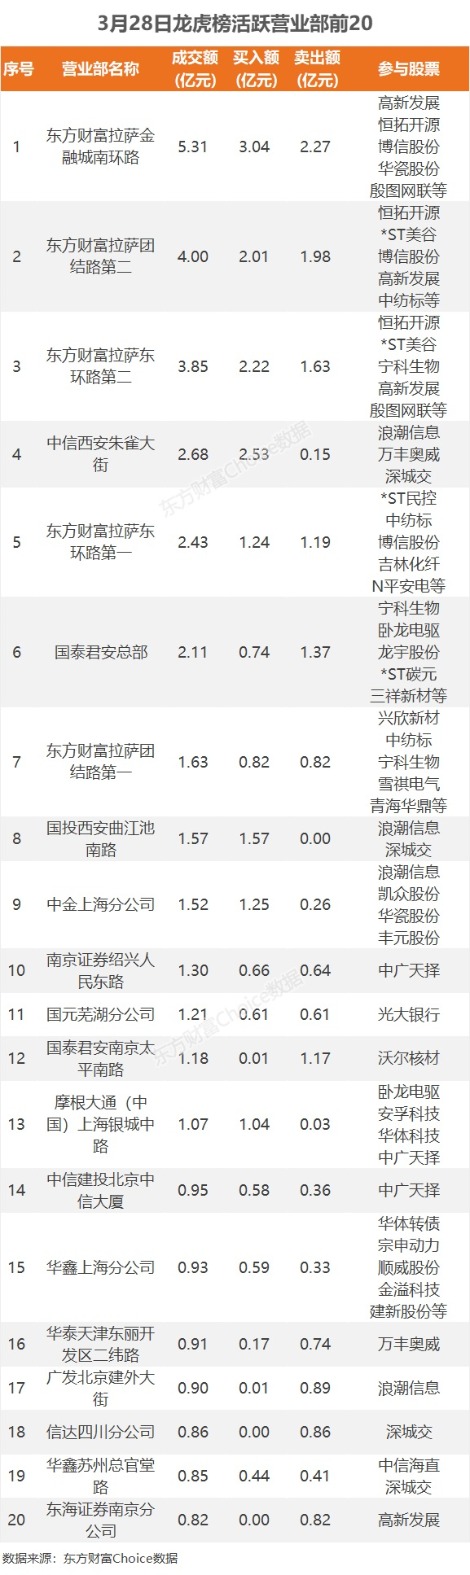 3月28日龙虎榜活跃营业部前20
序号 营业部名称 成交额(亿元) 买入额(亿元) 卖出额(亿元) 参与股票
1 东方财富拉萨金融城南环路 5.31 3.04 2.27 高新发展 恒拓开源 博信股份 华瓷股份 殷图网联等
2 东方财富拉萨团结路第二 4.00 2.01 1.98 恒拓开源 *ST美谷 博信股份 高新发展 中纺标等
3 东方财富拉萨东环路第二 3.85 2.22 1.63 恒拓开源 *ST美谷 宁科生物 高新发展 殷图网联等
4 中信西安朱雀大街 2.68 2.53 0.15 浪潮信息 万丰奥威 深城交
5 东方财富拉萨东环路第一 2.43 1.24 1.19 *ST民控 中纺标 博信股份 吉林化纤 N平安电等
6 国泰君安总部 2.11 0.74 1.37 宁科生物 卧龙电驱 龙宇股份 *ST碳元 三祥新材等
7 东方财富拉萨团结路第一 1.63 0.82 0.82 兴欣新材 中纺标 宁科生物 雪祺电气 青海华鼎等
8 国投西安曲江池南路 1.57 1.57 0.00 浪潮信息 深城交
9 中金上海分公司 1.52 1.25 0.26 浪潮信息 凯众股份 华瓷股份 丰元股份
10 南京证券绍兴人民东路 1.30 0.66 0.64 中广天择
11 国元芜湖分公司 1.21 0.61 0.61 光大银行
12 国泰君安南京太平南路 1.18 0.01 1.17 沃尔核材
13 摩根大通（中国）上海银城中路 1.07 1.04 0.03 卧龙电驱 安孚科技 华体科技 中广天择
14 中信建投北京中信大厦 0.95 0.58 0.36 中广天择
15 华鑫上海分公司 0.93 0.59 0.33 华体转债 宗申动力 顺威股份 金溢科技 建新股份等
16 华泰天津东丽开发区二纬路 0.91 0.17 0.74 万丰奥威
17 广发北京建外大街 0.90 0.01 0.89 浪潮信息
18 信达四川分公司 0.86 0.00 0.86 深城交
19 华鑫苏州总官堂路 0.85 0.44 0.41 中信海直 深城交
20 东海证券南京分公司 0.82 0.00 0.82 高新发展
数据来源：东方财富Choice数据
东方财富Choice数据
东方财富Choice数据